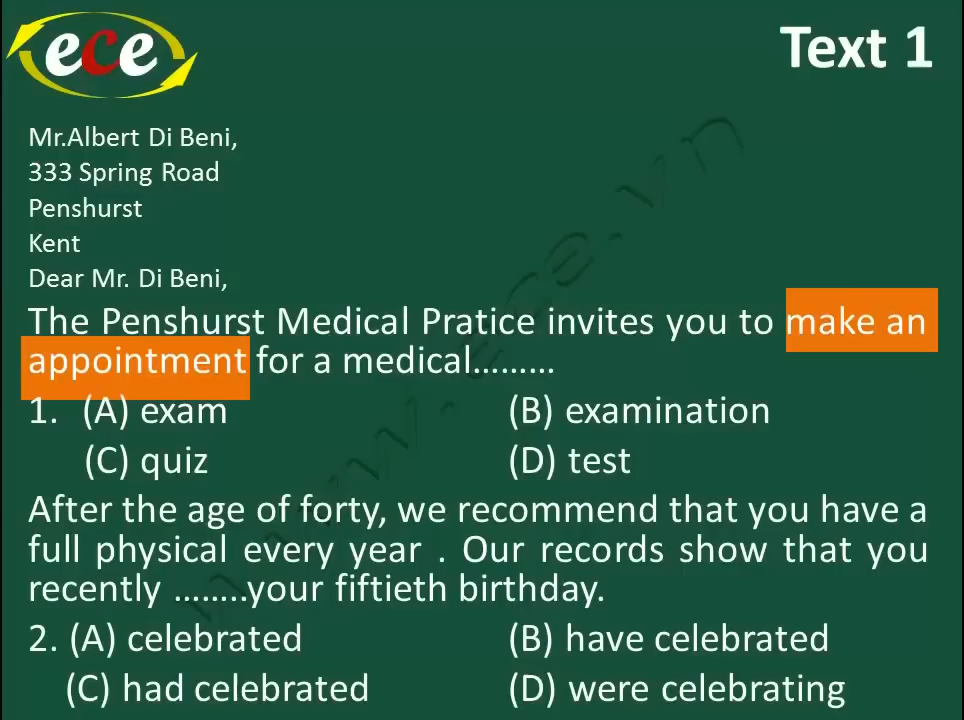 ece
Text 1
Mr.Albert Di Beni,
333 Spring Road
Penshurst
Kent
Dear Mr. Di Beni,
The Penshurst Medical Pratice invites you to make an
appointment for a medical.........
1. (A) exam (B) examination
(C) quiz (D) test
After the age of forty, we recommend that you have a
full physical every year . Our records show that you
recently ........your fiftieth birthday.
2. (A) celebrated (B) have celebrated
(C) had celebrated (D) were celebrating
www.ece.vn